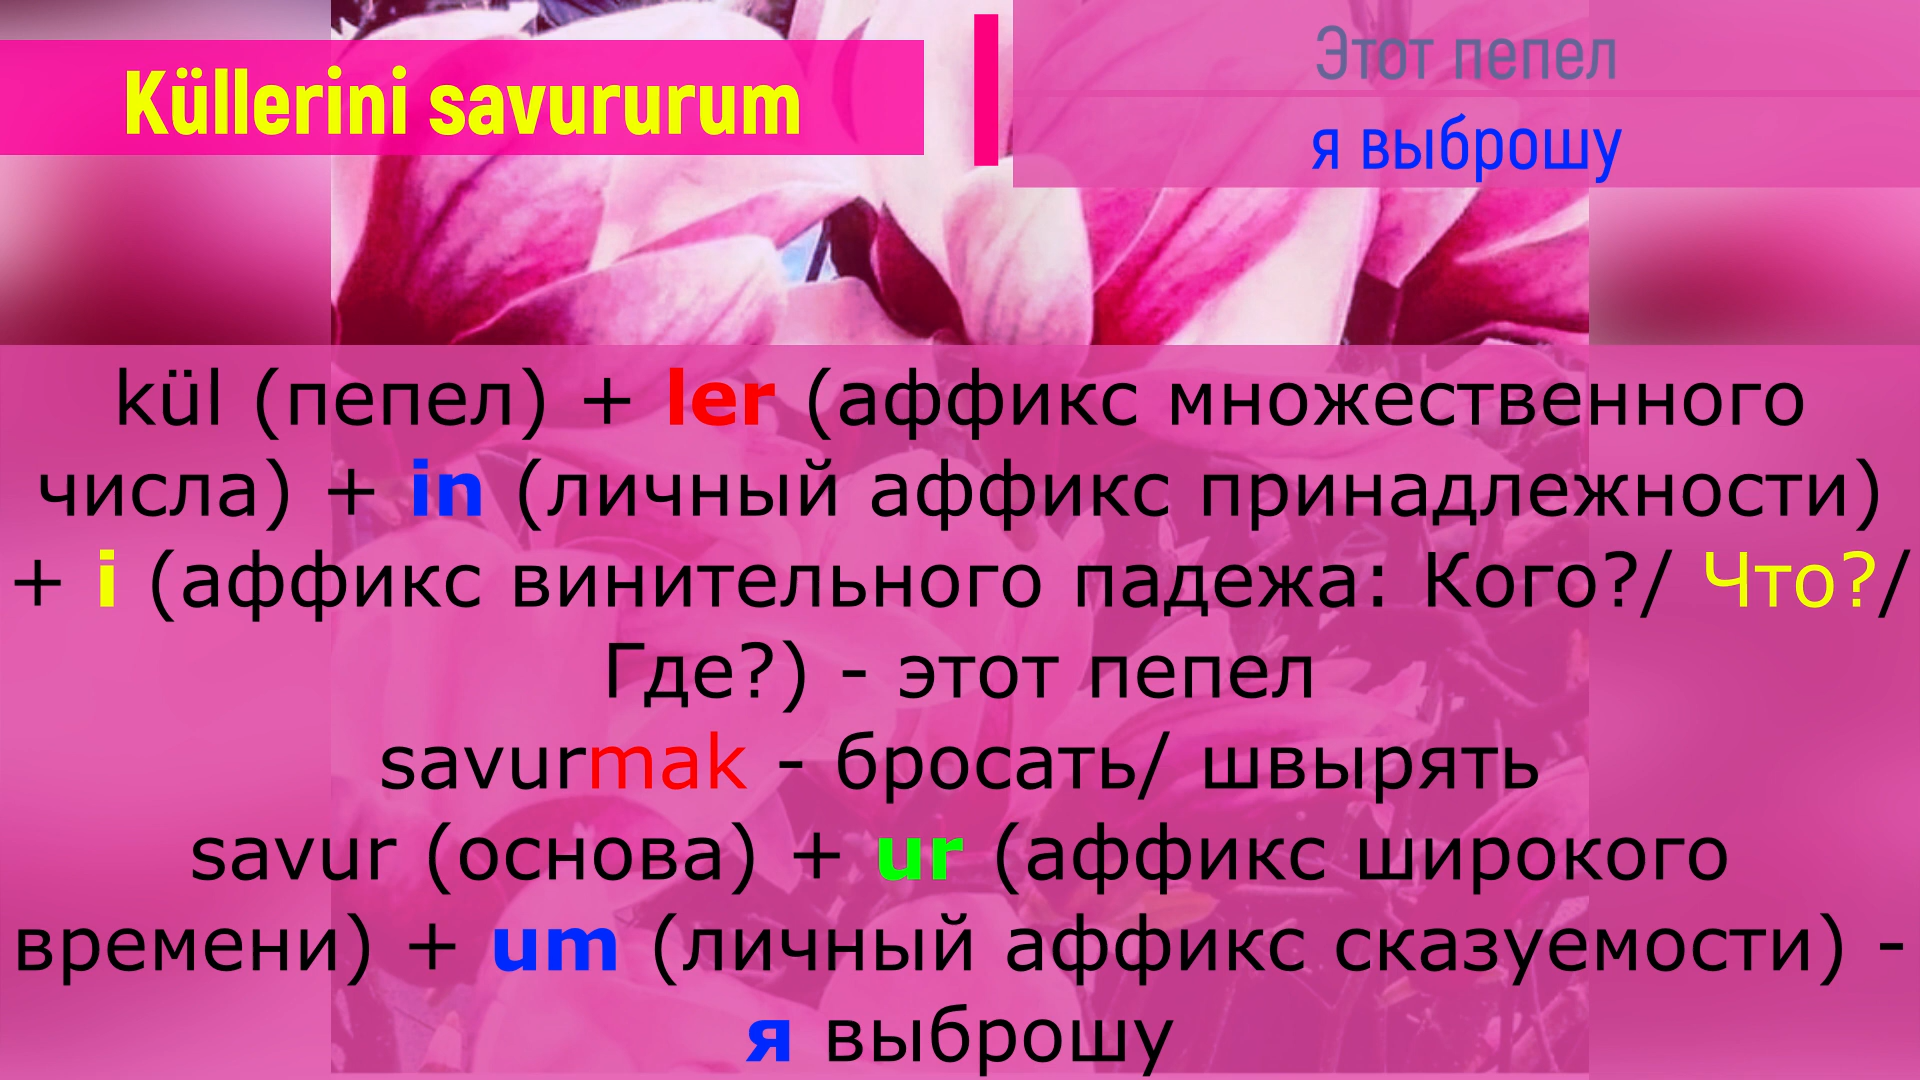 Küllerini savururum
Этот пепел
я выброшу
kül (пепел) + ler (аффикс множественного
числа) + in (личный аффикс принадлежности)
+ i (аффикс винительного падежа: Кого?/ Что?/
Где?) - этот пепел
savurmak - бросать/ швырять
savur (основа) + ur (аффикс широкого
времени) + um (личный аффикс сказуемости) -
я выброшу